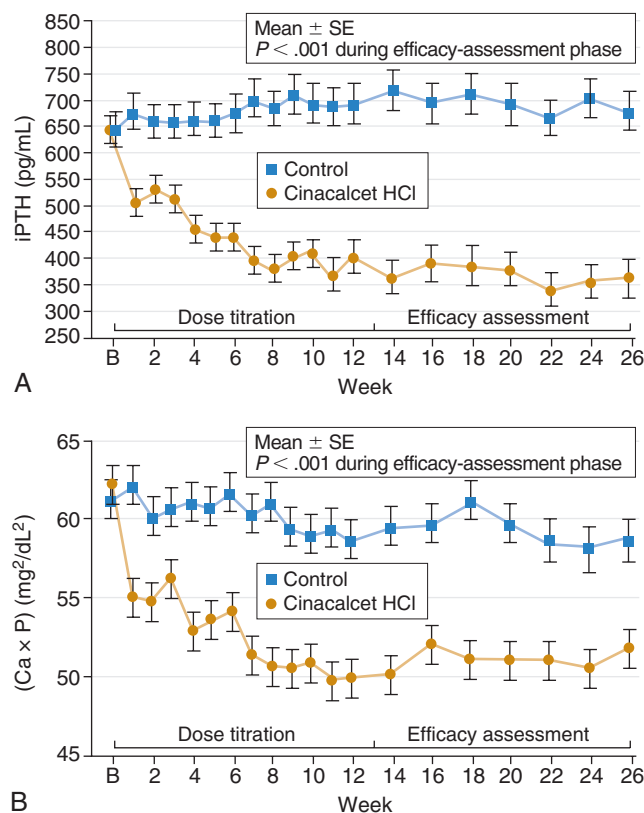 850
800
750
700
650
600
550
500
450
400
350
300
250
iPTH (pg/mL)
Mean ± SE
P < .001 during efficacy-assessment phase
Control
Cinacalcet HCl
Dose titration
Efficacy assessment
B 2 4 6 8 10 12 14 16 18 20 22 24 26
Week
A
65
60
55
50
45
(Ca × P) (mg²/dL²)
Mean ± SE
P < .001 during efficacy-assessment phase
Control
Cinacalcet HCl
Dose titration
Efficacy assessment
B 2 4 6 8 10 12 14 16 18 20 22 24 26
Week
B